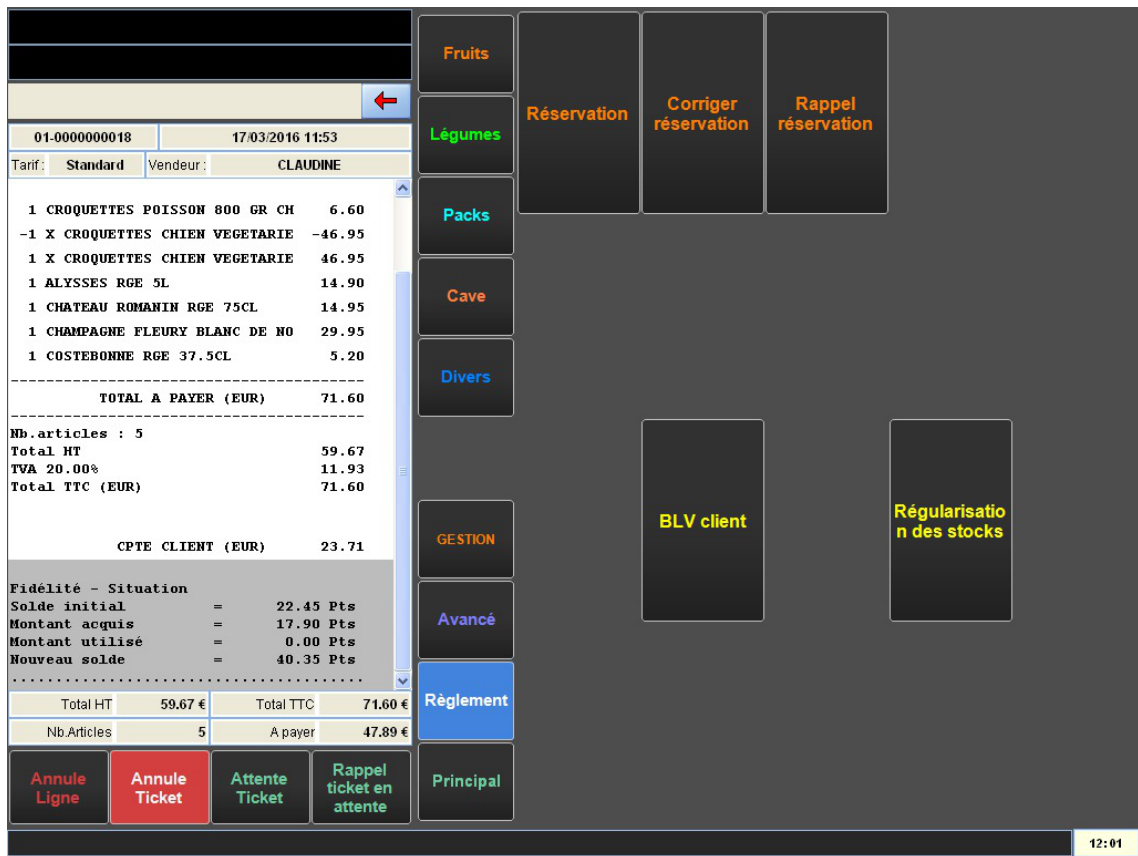 01-0000000018 17/03/2016 11:53
Tarif : Standard Vendeur : CLAUDINE
1 CROQUETTES POISSON 800 GR CH 6.60
-1 X CROQUETTES CHIEN VEGETARIE -46.95
1 X CROQUETTES CHIEN VEGETARIE 46.95
1 ALYSSES RGE 5L 14.90
1 CHATEAU ROMANIN RGE 75CL 14.95
1 CHAMPAGNE FLEURY BLANC DE NO 29.95
1 COSTEBONNE RGE 37.5CL 5.20
----------------------------------------
TOTAL A PAYER (EUR) 71.60
----------------------------------------
Nb.articles : 5
Total HT 59.67
TVA 20.00% 11.93
Total TTC (EUR) 71.60
CPTE CLIENT (EUR) 23.71
Fidélité - Situation
Solde initial = 22.45 Pts
Montant acquis = 17.90 Pts
Montant utilisé = 0.00 Pts
Nouveau solde = 40.35 Pts
........................................
Total HT 59.67 € Total TTC 71.60 €
Nb.Articles 5 A payer 47.89 €
Annule
Ligne
Annule
Ticket
Attente
Ticket
Rappel
ticket en
attente
Fruits
Légumes
Packs
Cave
Divers
GESTION
Avancé
Règlement
Principal
Réservation
Corriger
réservation
Rappel
réservation
BLV client
Régularisatio
n des stocks
12:01